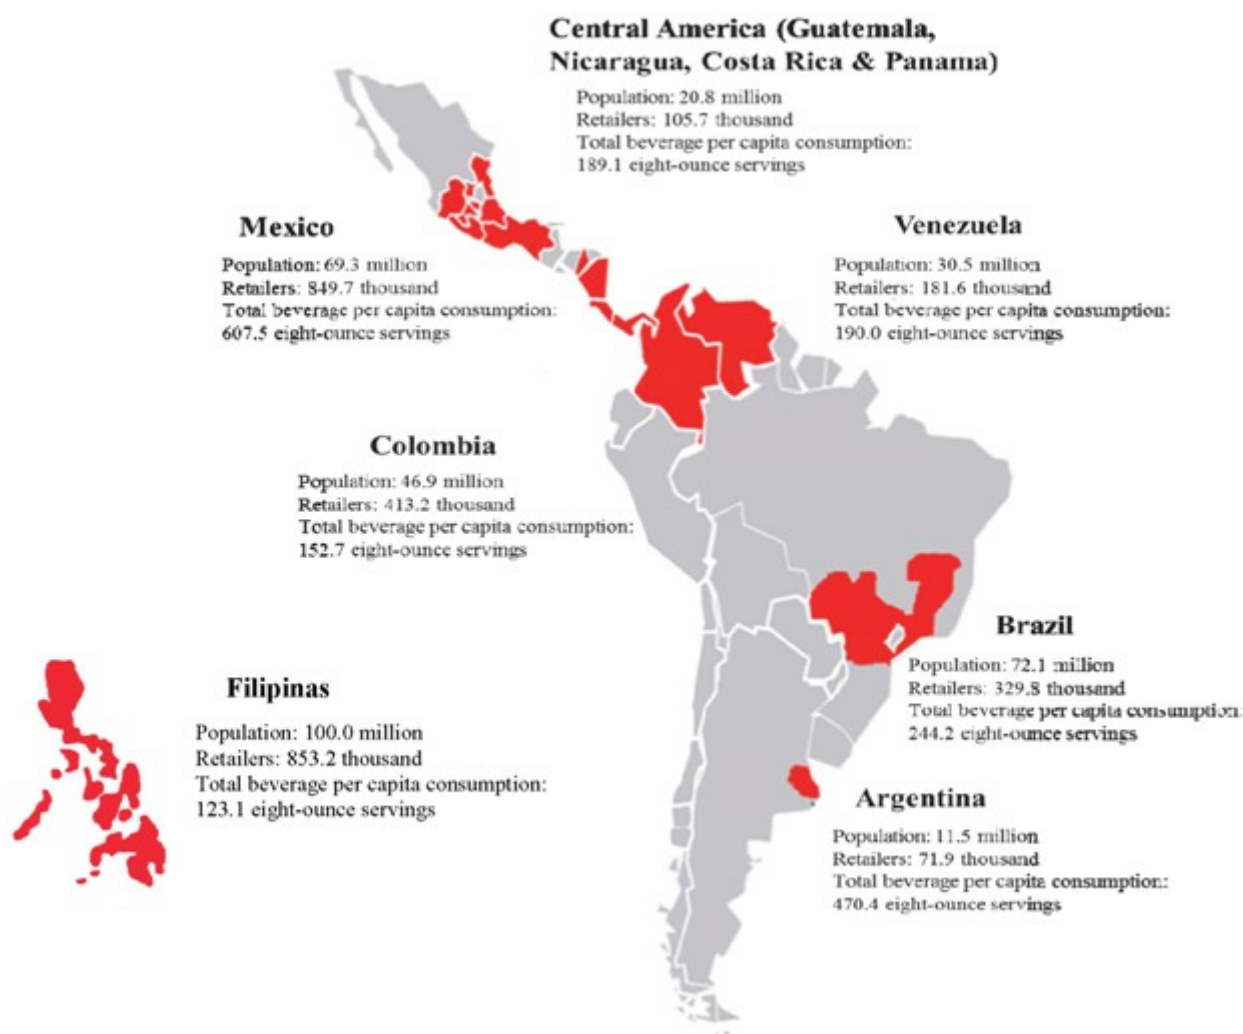 Central America (Guatemala,
Nicaragua, Costa Rica & Panama)
Population: 20.8 million
Retailers: 105.7 thousand
Total beverage per capita consumption:
189.1 eight-ounce servings
Mexico
Population: 69.3 million
Retailers: 849.7 thousand
Total beverage per capita consumption:
607.5 eight-ounce servings
Venezuela
Population: 30.5 million
Retailers: 181.6 thousand
Total beverage per capita consumption:
190.0 eight-ounce servings
Colombia
Population: 46.9 million
Retailers: 413.2 thousand
Total beverage per capita consumption:
152.7 eight-ounce servings
Brazil
Population: 72.1 million
Retailers: 329.8 thousand
Total beverage per capita consumption:
244.2 eight-ounce servings
Filipinas
Population: 100.0 million
Retailers: 853.2 thousand
Total beverage per capita consumption:
123.1 eight-ounce servings
Argentina
Population: 11.5 million
Retailers: 71.9 thousand
Total beverage per capita consumption:
470.4 eight-ounce servings